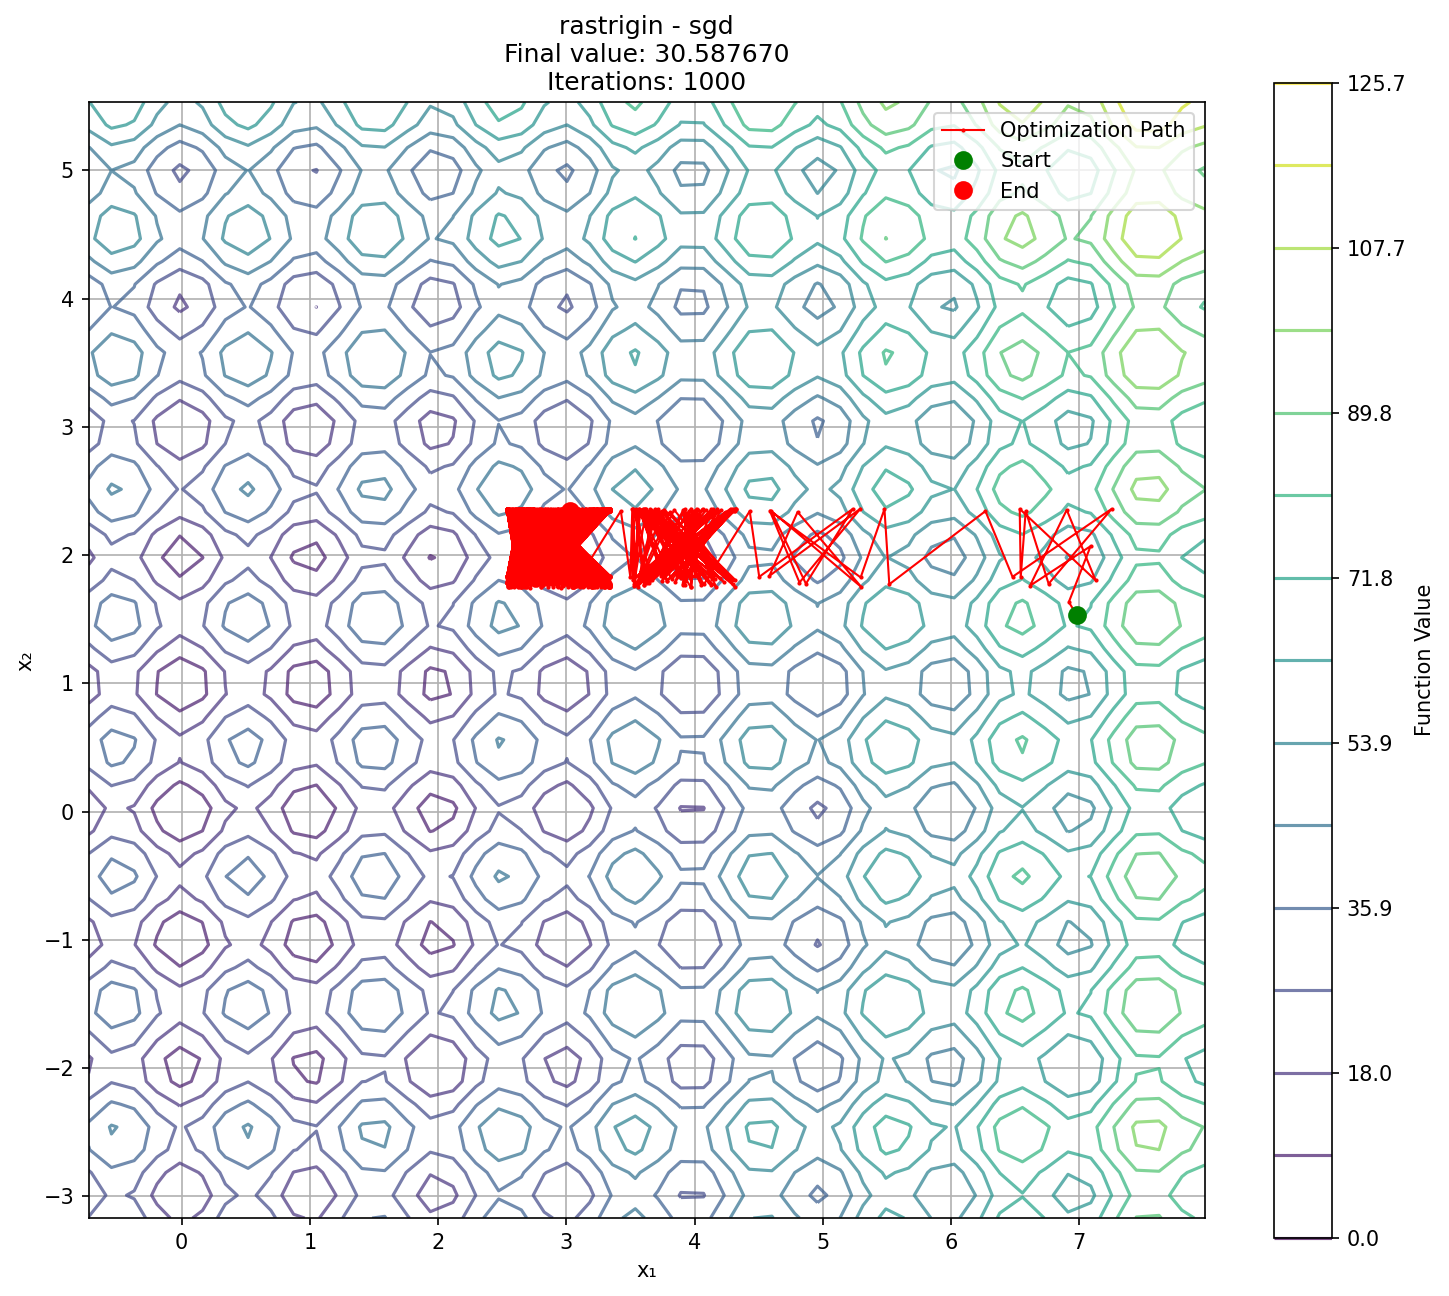 rastrigin - sgd
Final value: 30.587670
Iterations: 1000
Optimization Path
Start
End
5
4
3
2
1
0
−1
−2
−3
x₂
0 1 2 3 4 5 6 7
x₁
125.7
107.7
89.8
71.8
53.9
35.9
18.0
0.0
Function Value